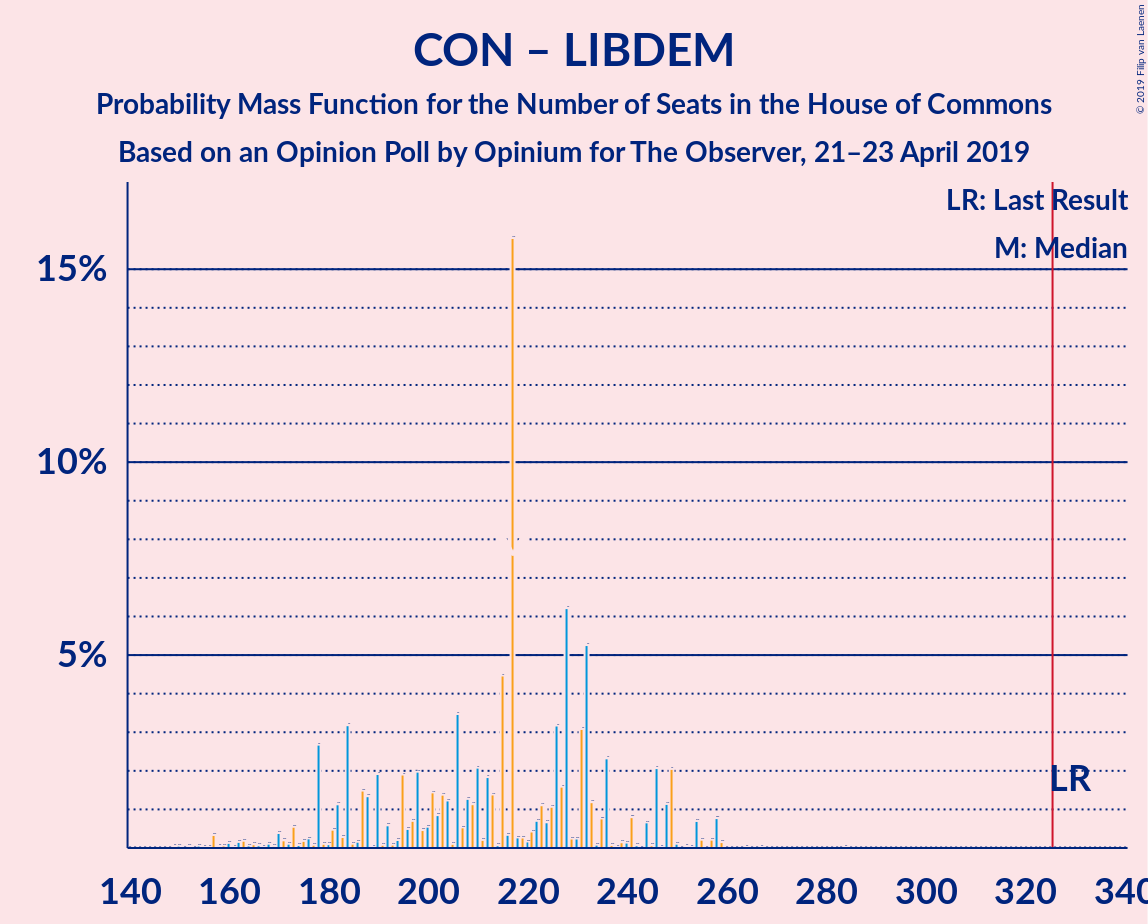 CON – LIBDEM
Probability Mass Function for the Number of Seats in the House of Commons
Based on an Opinion Poll by Opinium for The Observer, 21–23 April 2019
© 2019 Filip van Laenen
LR: Last Result
M: Median
15%
10%
5%
LR
140 160 180 200 220 240 260 280 300 320 340